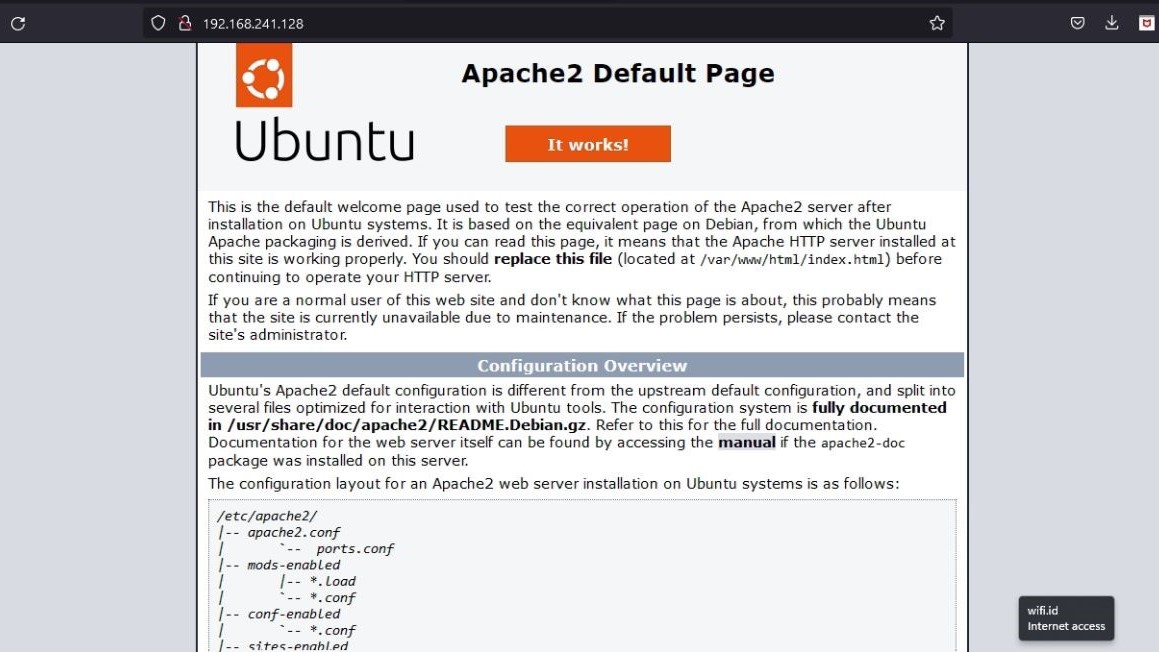 192.168.241.128
Apache2 Default Page
Ubuntu
It works!
This is the default welcome page used to test the correct operation of the Apache2 server after
installation on Ubuntu systems. It is based on the equivalent page on Debian, from which the Ubuntu
Apache packaging is derived. If you can read this page, it means that the Apache HTTP server installed at
this site is working properly. You should replace this file (located at /var/www/html/index.html) before
continuing to operate your HTTP server.
If you are a normal user of this web site and don't know what this page is about, this probably means
that the site is currently unavailable due to maintenance. If the problem persists, please contact the
site's administrator.
Configuration Overview
Ubuntu's Apache2 default configuration is different from the upstream default configuration, and split into
several files optimized for interaction with Ubuntu tools. The configuration system is fully documented
in /usr/share/doc/apache2/README.Debian.gz. Refer to this for the full documentation.
Documentation for the web server itself can be found by accessing the manual if the apache2-doc
package was installed on this server.
The configuration layout for an Apache2 web server installation on Ubuntu systems is as follows:
/etc/apache2/
|-- apache2.conf
|       `--  ports.conf
|-- mods-enabled
|       |-- *.load
|       `-- *.conf
|-- conf-enabled
|       `-- *.conf
|-- sites-enabled
wifi.id
Internet access